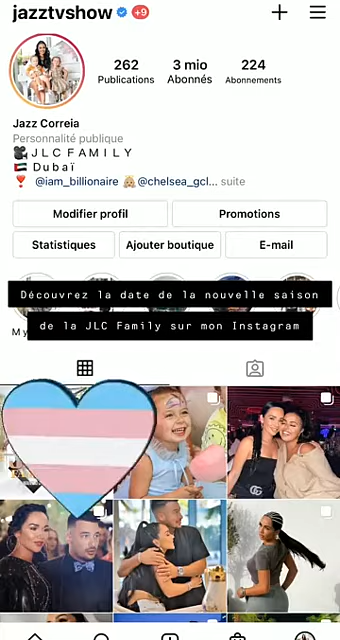 jazztvshow +9
262 3 mio 224
Publications Abonnés Abonnements
Jazz Correia
Personnalité publique
🎥 J L C F A M I L Y
🇦🇪 D u b a ï
❣️ @iam_billionaire 👸🏼@chelsea_gcl... suite
Modifier profil Promotions
Statistiques Ajouter boutique E-mail
Découvrez la date de la nouvelle saison
My
de la JLC Family sur mon Instagram